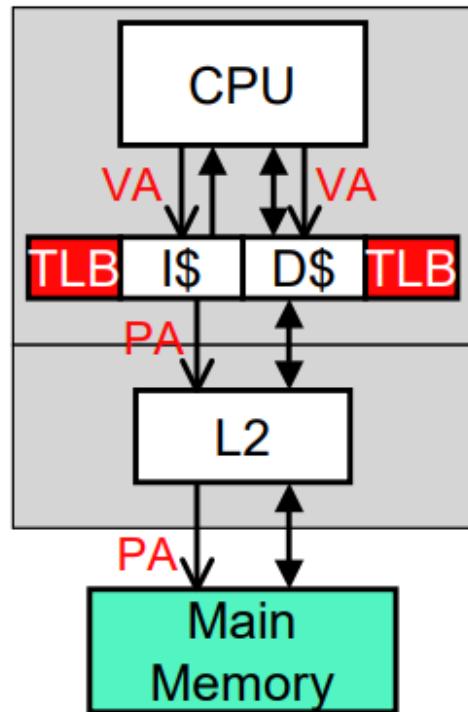 CPU
VA VA
TLB I$ D$ TLB
PA
L2
PA
Main
Memory